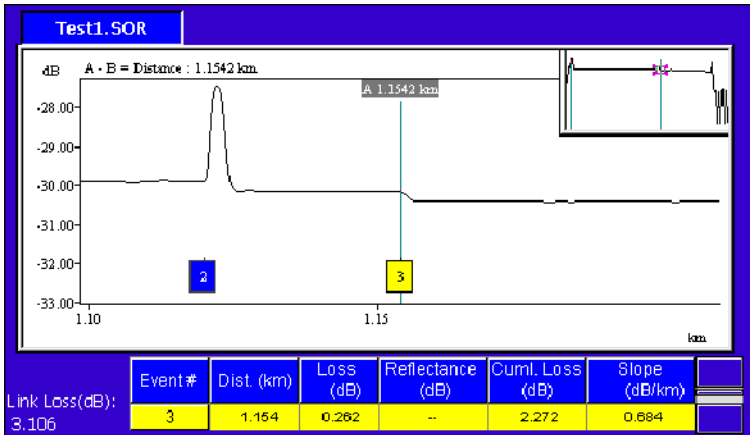 Test1.SOR
dB A - B = Distance : 1.1542 km
A 1.1542 km
-28.00
-29.00
-30.00
-31.00
-32.00
-33.00
2
3
1.10
1.15
km
Link Loss(dB):
3.106
Event# Dist. (km) Loss (dB) Reflectance (dB) Cuml. Loss (dB) Slope (dB/km)
3 1.154 0.262 -- 2.272 0.684